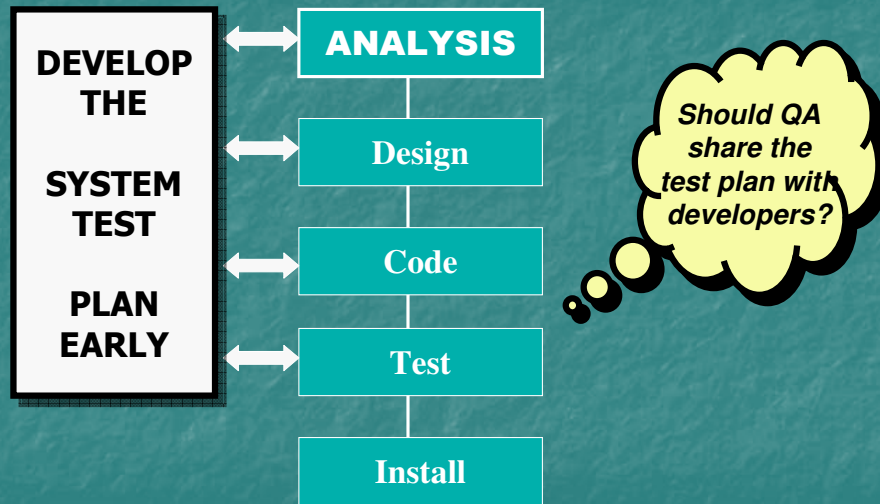 DEVELOP
THE
SYSTEM
TEST
PLAN
EARLY
ANALYSIS
Design
Code
Test
Install
Should QA
share the
test plan with
developers?